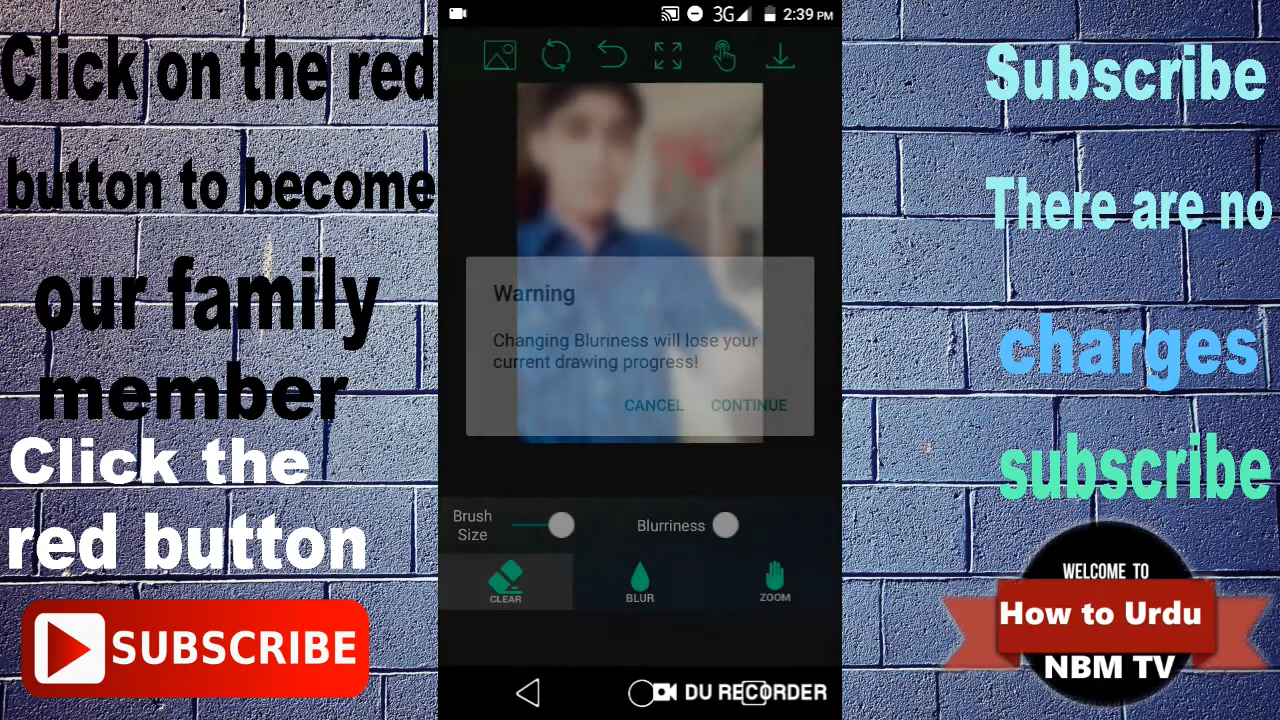 Click on the red
button to become
our family
member
Click the
red button
SUBSCRIBE
3G 2:39 PM
Warning
Changing Bluriness will lose your
current drawing progress!
CANCEL CONTINUE
Brush
Size
Blurriness
CLEAR BLUR ZOOM
DU RECORDER
Subscribe
There are no
charges
subscribe
WELCOME TO
How to Urdu
NBM TV